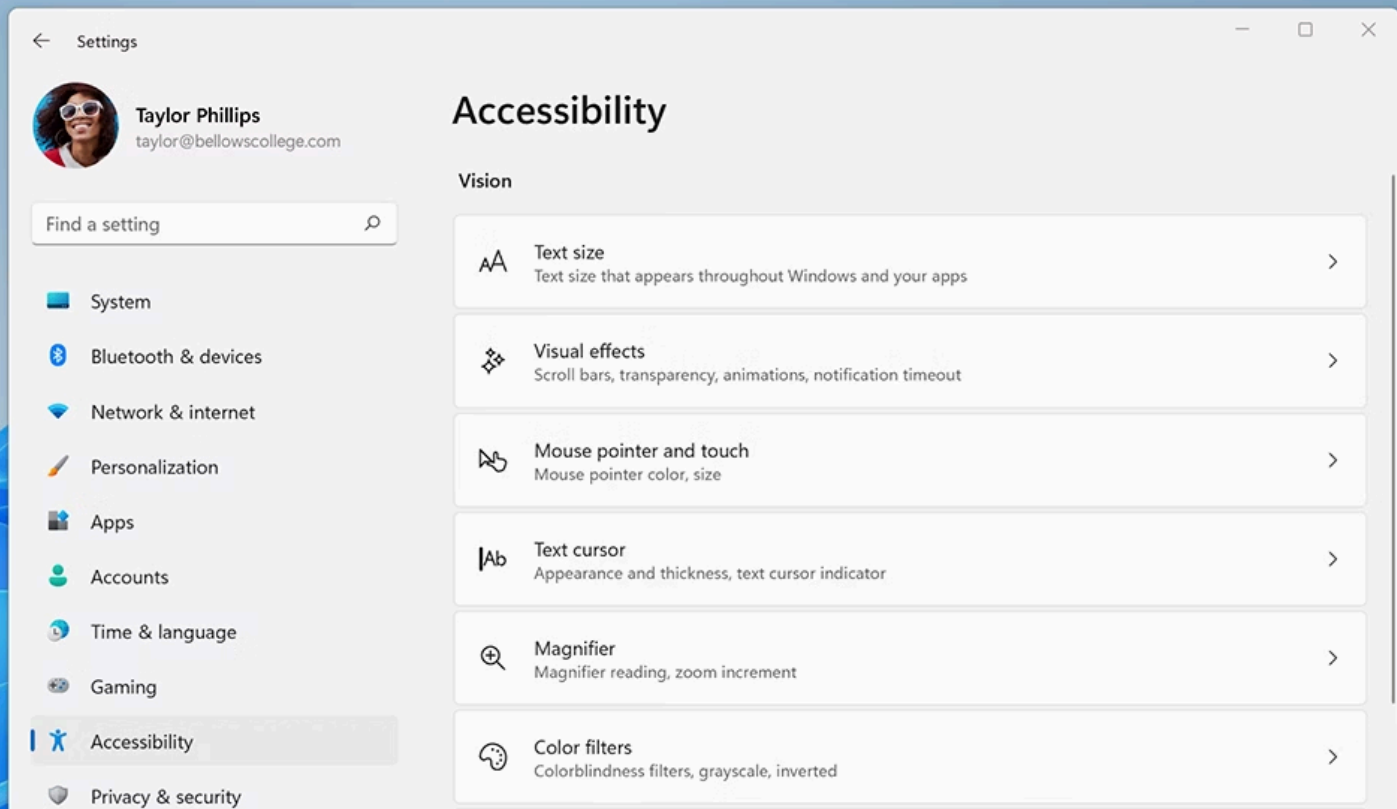 Settings
Taylor Phillips
taylor@bellowscollege.com
Find a setting
System
Bluetooth & devices
Network & internet
Personalization
Apps
Accounts
Time & language
Gaming
Accessibility
Privacy & security
Accessibility
Vision
Text size
Text size that appears throughout Windows and your apps
Visual effects
Scroll bars, transparency, animations, notification timeout
Mouse pointer and touch
Mouse pointer color, size
Ab
Text cursor
Appearance and thickness, text cursor indicator
Magnifier
Magnifier reading, zoom increment
Color filters
Colorblindness filters, grayscale, inverted